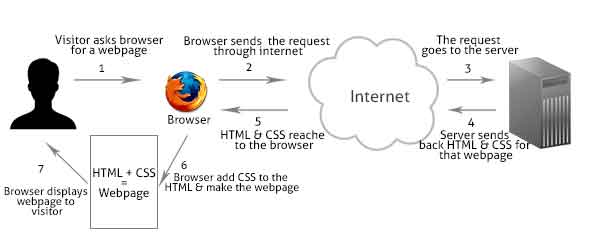 Visitor asks browser
for a webpage
1
Browser sends  the request
through internet
2
The request
goes to the server
3
Internet
Browser
5
HTML & CSS reache
to the browser
4
Server sends
back HTML & CSS for
that webpage
6
Browser add CSS to the
HTML & make the webpage
HTML + CSS
=
Webpage
7
Browser displays
webpage to
visitor